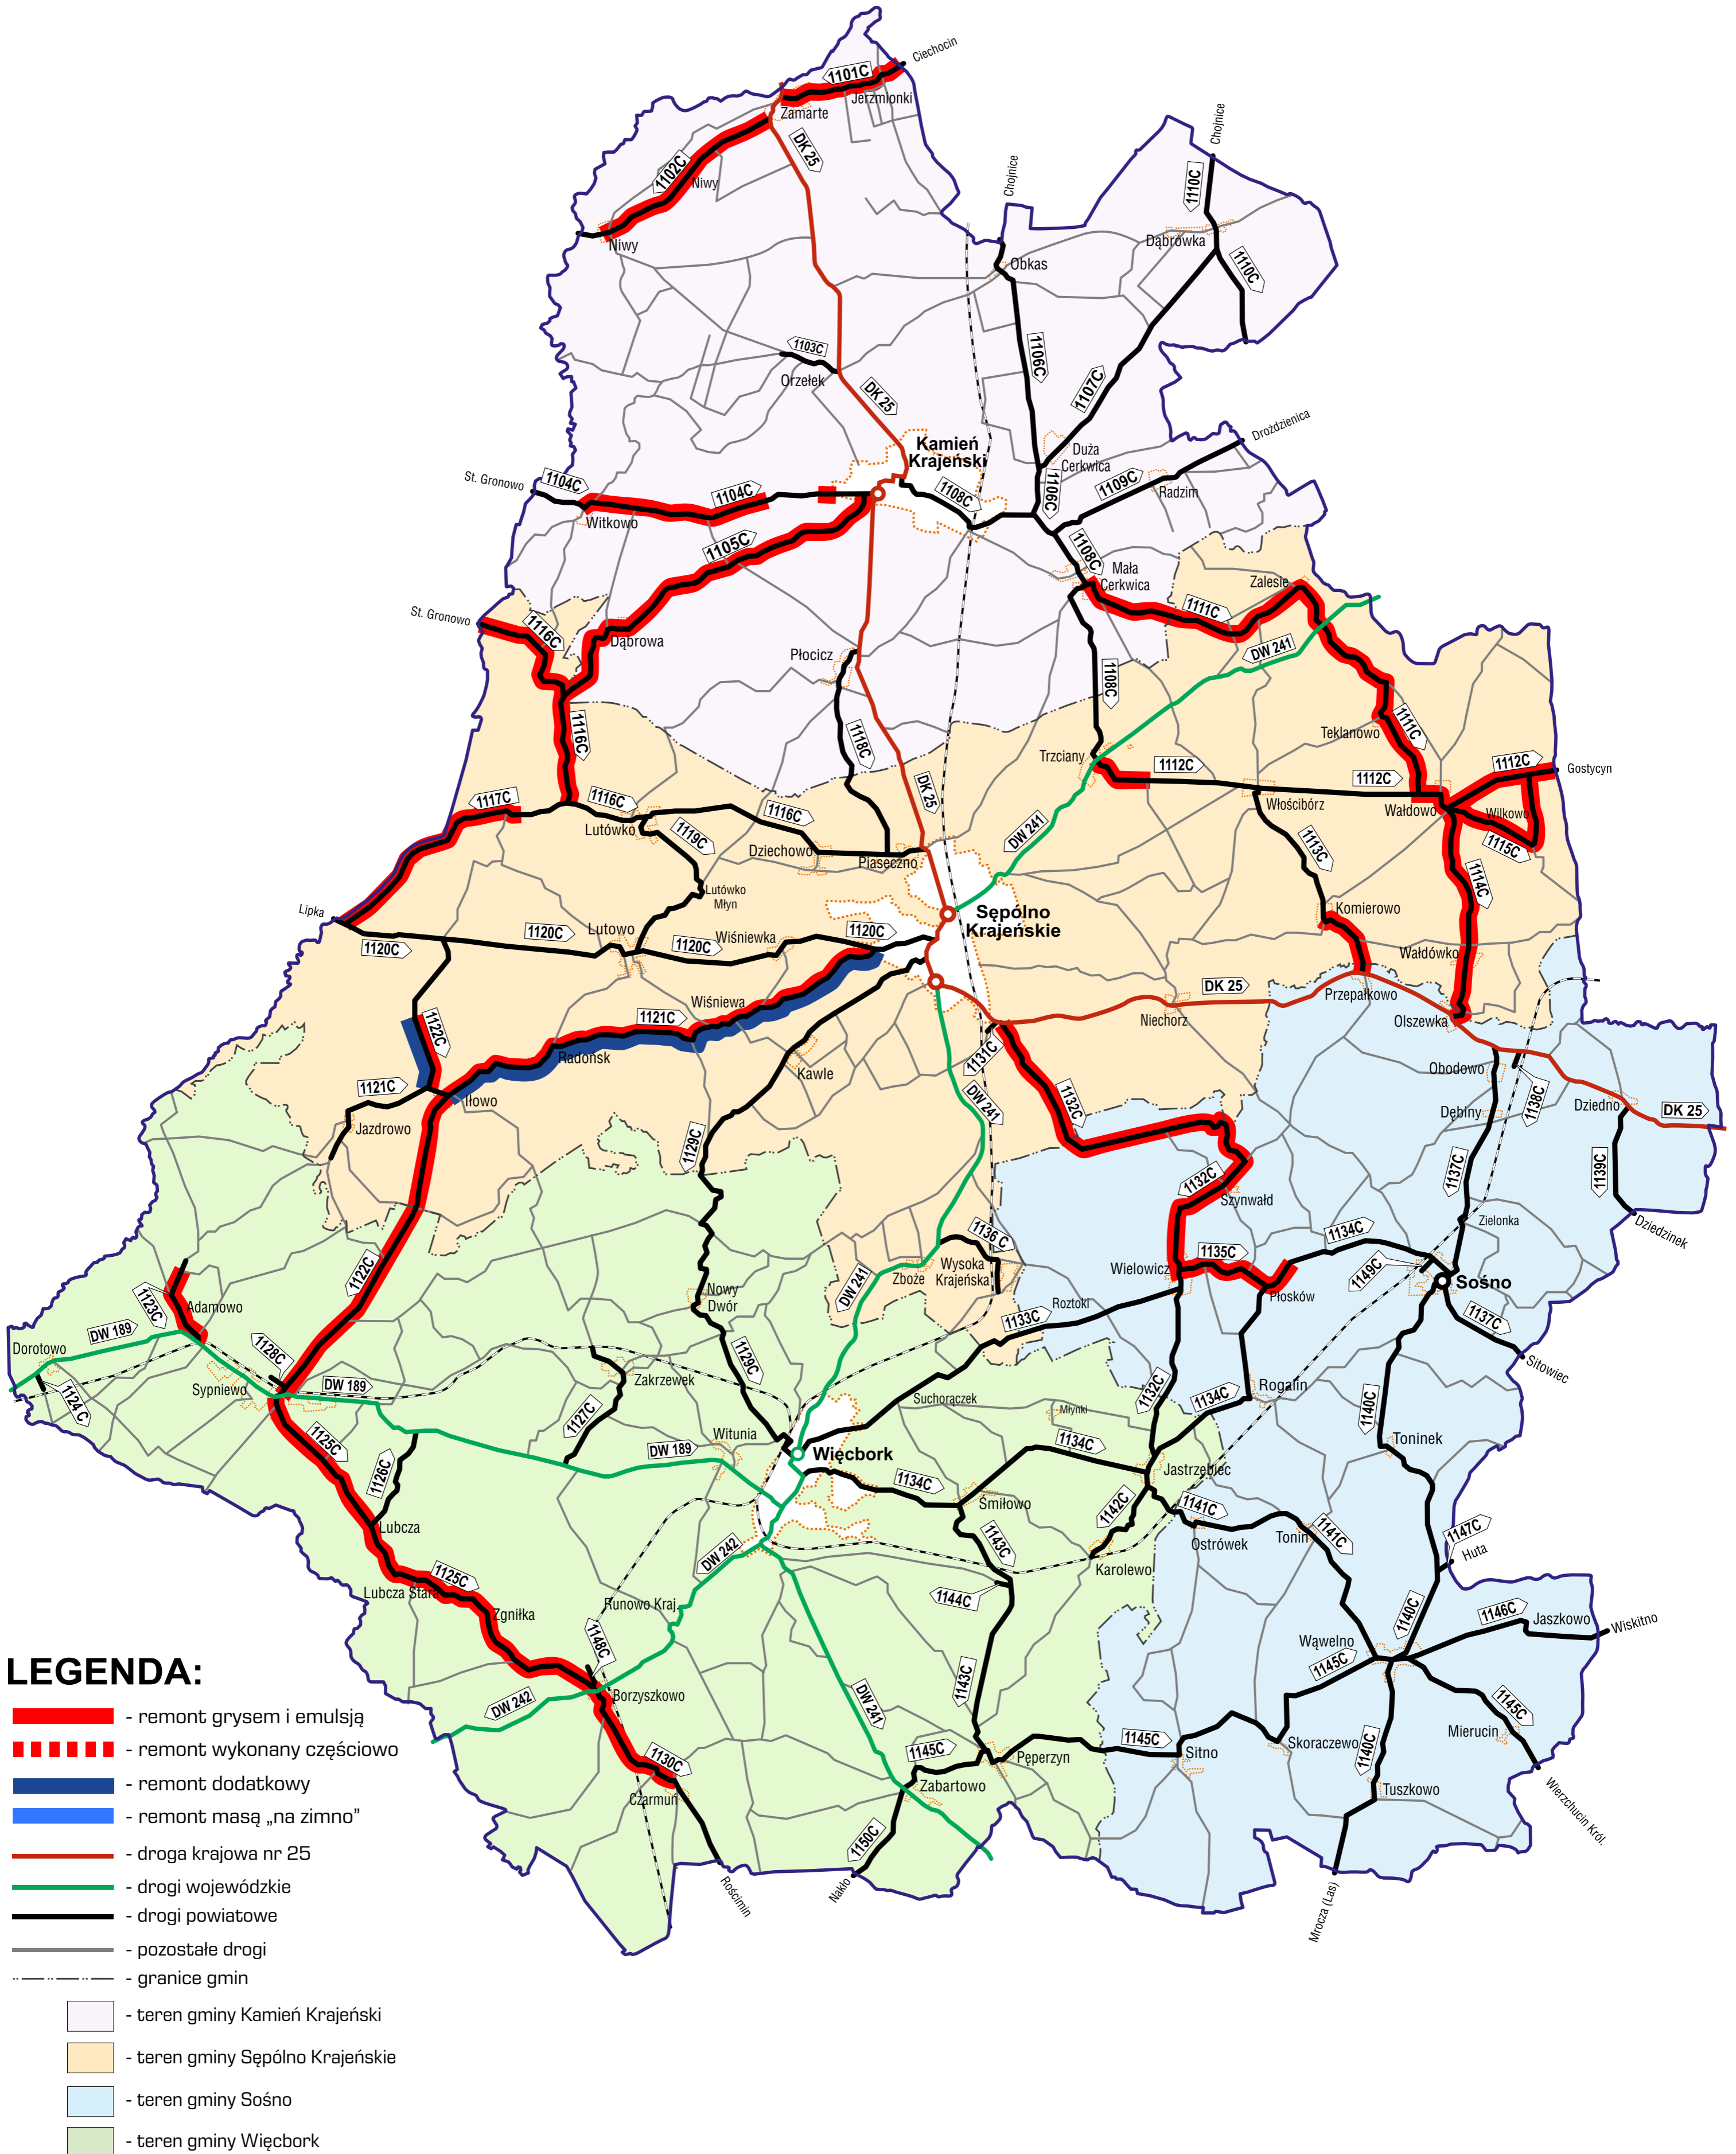 Ciechocin
1101C
Jerzmionki
Zamarte
DK 25
1102C
Niwy
Niwy
Chojnice
Chojnice
1110C
Dąbrówka
1110C
Obkas
1106C
1103C
Orzełek
DK 25
1107C
Kamień
Krajeński
Duża
Cerkwica
Drożdzienica
St. Gronowo
1104C
1104C
1108C
1106C
1109C
Radzim
Witkowo
1105C
1108C
Mała
Cerkwica
Zalesie
1111C
St. Gronowo
1116C
Dąbrowa
Płocicz
DW 241
1108C
1116C
1118C
Teklanowo
1111C
Trzciany
1112C
1112C
1112C
Gostycyn
DK 25
Włościbórz
Wałdowo
Wilkowo
1117C
1116C
1116C
Lutówko
1119C
Dziechowo
Piaseczno
DW 241
1113C
1115C
1114C
Lutówko
Młyn
Lipka
Sępólno
Krajeńskie
Komierowo
1120C
1120C
Lutowo
1120C
Wiśniewka
1120C
Wałdówko
DK 25
Przepałkowo
Wiśniewa
1121C
Niechorz
Olszewka
1122C
Radońsk
Kawle
1131C
Obodowo
1138C
1121C
Iłowo
DW 241
1132C
Dziedno
DK 25
Dębiny
Jazdrowo
1129C
1137C
1139C
1132C
Szynwałd
Dziedzinek
Zielonka
1136 C
1134C
1122C
Zboże
Wysoka
Krajeńska
Wielowicz
1135C
1149C
Sośno
DW 241
Płosków
Nowy
Dwór
Roztoki
1133C
1137C
1123C
Adamowo
DW 189
Dorotowo
1128C
1129C
Sitowiec
Sypniewo
DW 189
1124 C
Zakrzewek
Suchorączek
1132C
Rogalin
1134C
1140C
1127C
Młynki
1125C
Witunia
DW 189
Więcbork
1134C
Toninek
1126C
1134C
Jastrzębiec
Śmiłowo
1142C
1141C
Lubcza
Ostrówek
Tonin
1141C
1147C
Huta
DW 242
1143C
Karolewo
Lubcza Stara
1125C
1144C
Zgniłka
Runowo Kraj.
1140C
1146C
Jaszkowo
Wiskitno
1148C
Wąwelno
1145C
LEGENDA:
Borzyszkowo
1143C
DW 242
DW 241
1145C
- remont grysem i emulsją
Mierucin
- remont wykonany częściowo
1130C
1145C
Pęperzyn
1145C
Sitno
Skoraczewo
1140C
- remont dodatkowy
Czarmuń
Zabartowo
Tuszkowo
- remont masą „na zimno”
1150C
Wierzchucin Król.
- droga krajowa nr 25
- drogi wojewódzkie
Rościmin
Nakło
Mrocza (Las)
- drogi powiatowe
- pozostałe drogi
- granice gmin
- teren gminy Kamień Krajeński
- teren gminy Sępólno Krajeńskie
- teren gminy Sośno
- teren gminy Więcbork